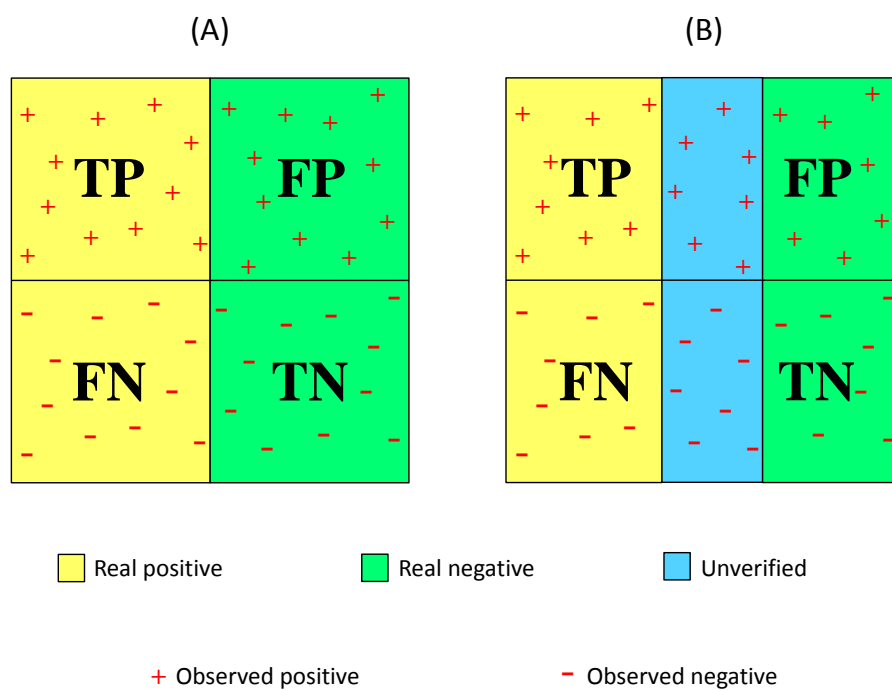 (A) (B)
TP FP TP FP
FN TN FN TN
Real positive Real negative Unverified
+ Observed positive - Observed negative